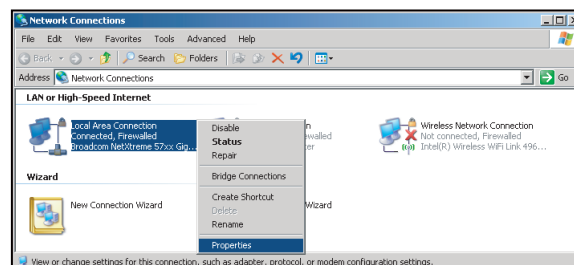 Network Connections
File Edit View Favorites Tools Advanced Help
Back Search Folders
Address Network Connections Go
LAN or High-Speed Internet
Local Area Connection
Connected, Firewalled
Broadcom NetXtreme 57xx Gig...
n
ewalled
ter
Wireless Network Connection
Not connected, Firewalled
Intel(R) Wireless WiFi Link 496...
Disable
Status
Repair
Bridge Connections
Create Shortcut
Delete
Rename
Properties
Wizard
New Connection Wizard
Wizard
View or change settings for this connection, such as adapter, protocol, or modem configuration settings.